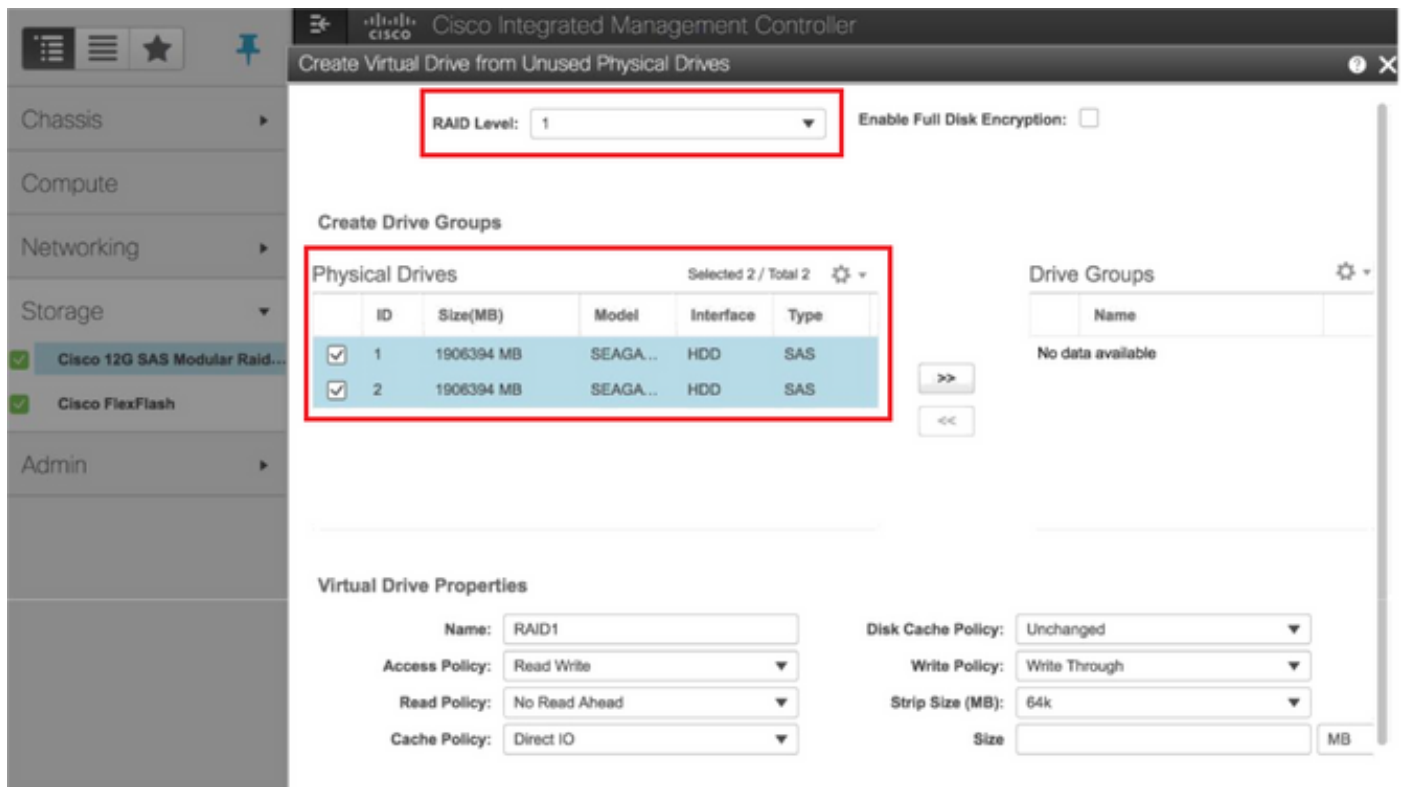 cisco Cisco Integrated Management Controller
Create Virtual Drive from Unused Physical Drives
Chassis
Compute
Networking
Storage
Cisco 12G SAS Modular Raid...
Cisco FlexFlash
Admin
RAID Level: 1
Enable Full Disk Encryption:
Create Drive Groups
Physical Drives Selected 2 / Total 2
ID Size(MB) Model Interface Type
1 1906394 MB SEAGA... HDD SAS
2 1906394 MB SEAGA... HDD SAS
>>
<<
Drive Groups
Name
No data available
Virtual Drive Properties
Name: RAID1
Access Policy: Read Write
Read Policy: No Read Ahead
Cache Policy: Direct IO
Disk Cache Policy: Unchanged
Write Policy: Write Through
Strip Size (MB): 64k
Size MB